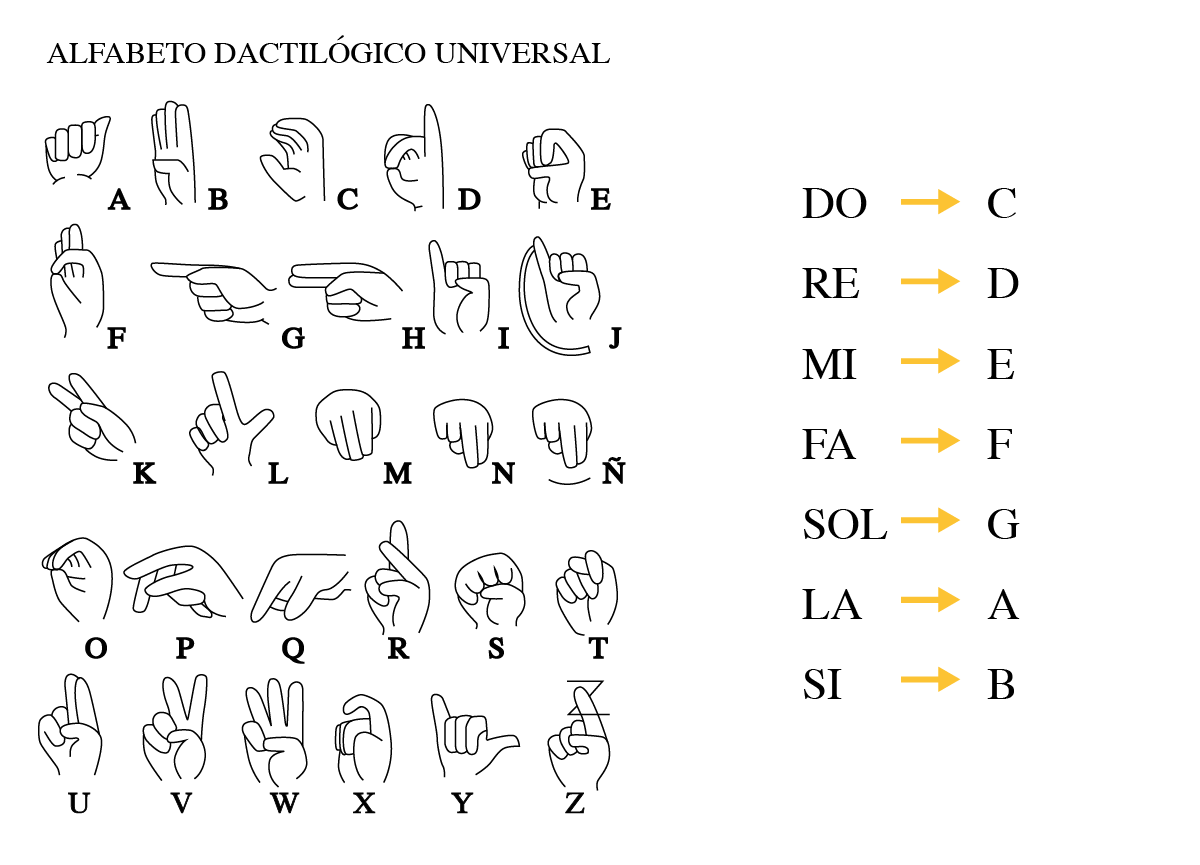 ALFABETO DACTILÓGICO UNIVERSAL
A B C D E
F G H I J
K L M N Ñ
O P Q R S T
U V W X Y Z
DO C
RE D
MI E
FA F
SOL G
LA A
SI B